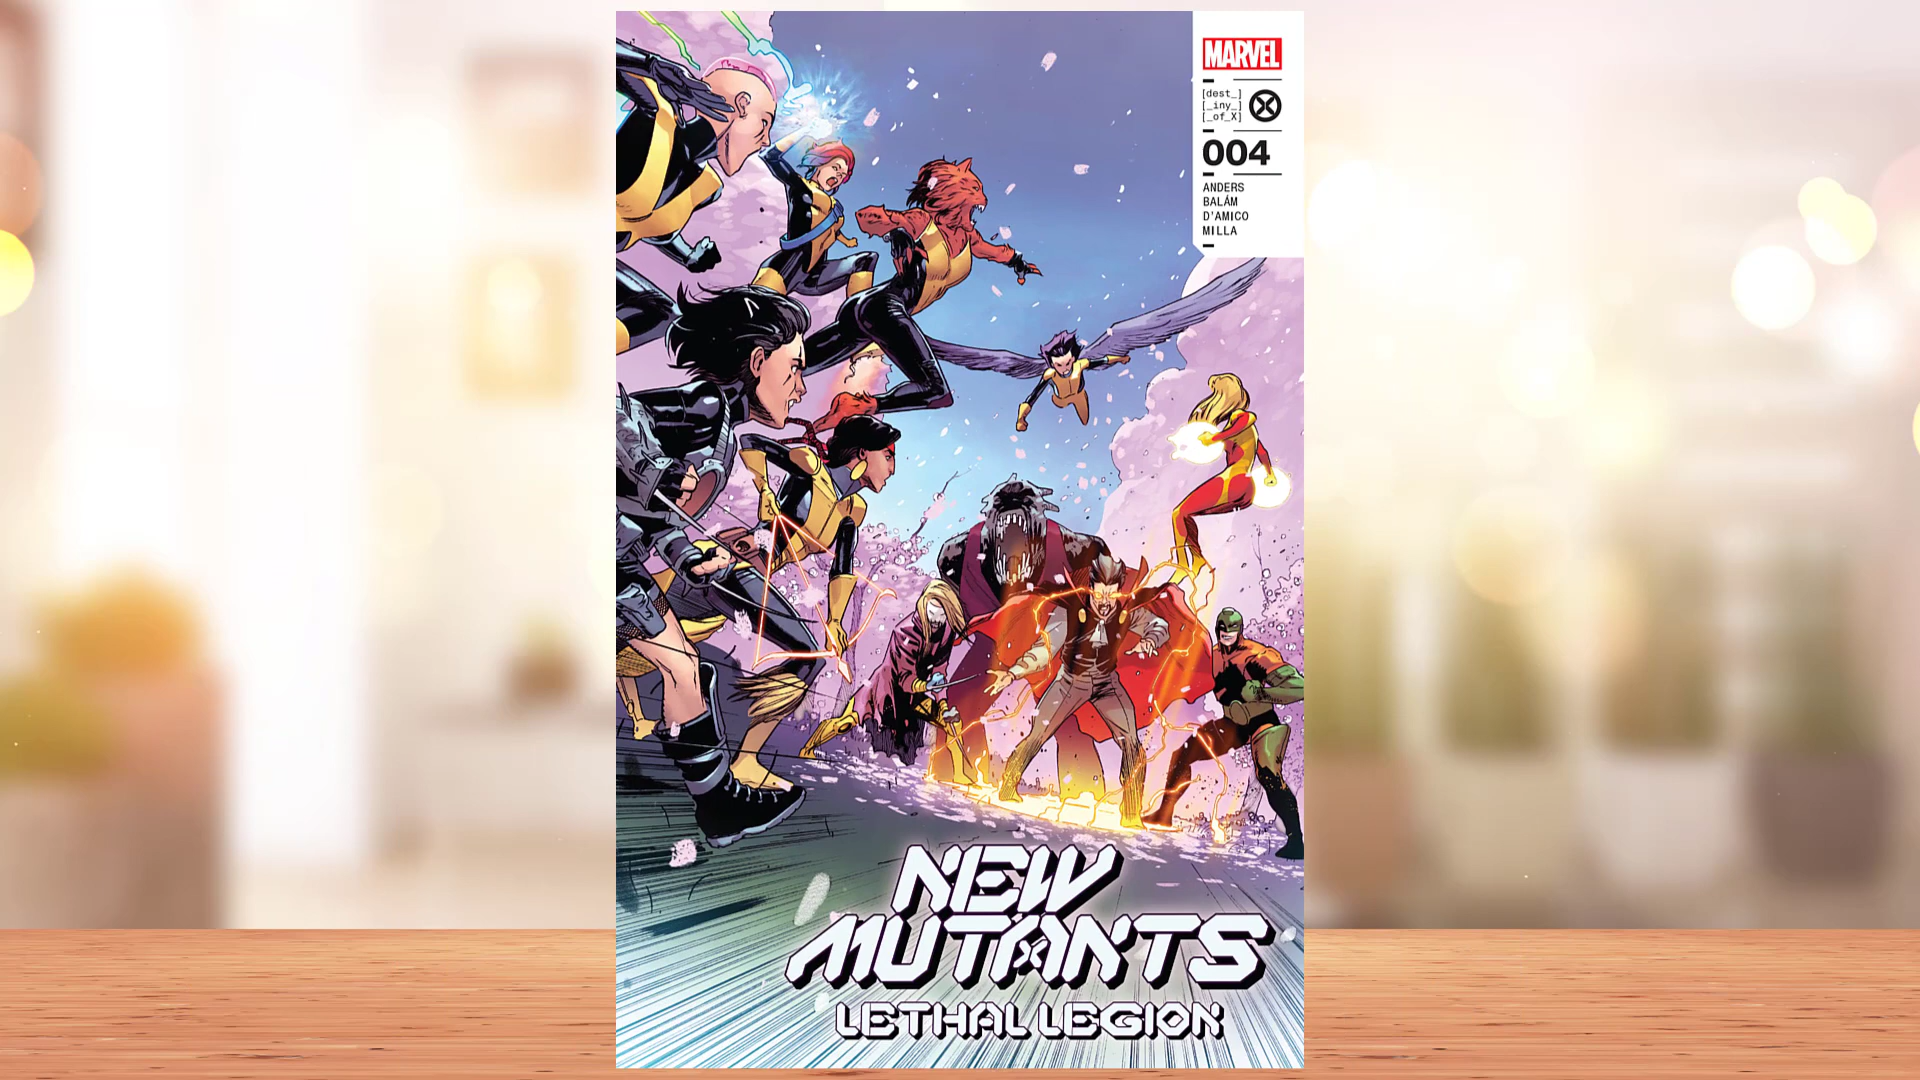 MARVEL
[dest_]
[_iny_]
[_of_X]
004
ANDERS
BALÁM
D'AMICO
MILLA
NEW
MUTANTS
LETHAL LEGION